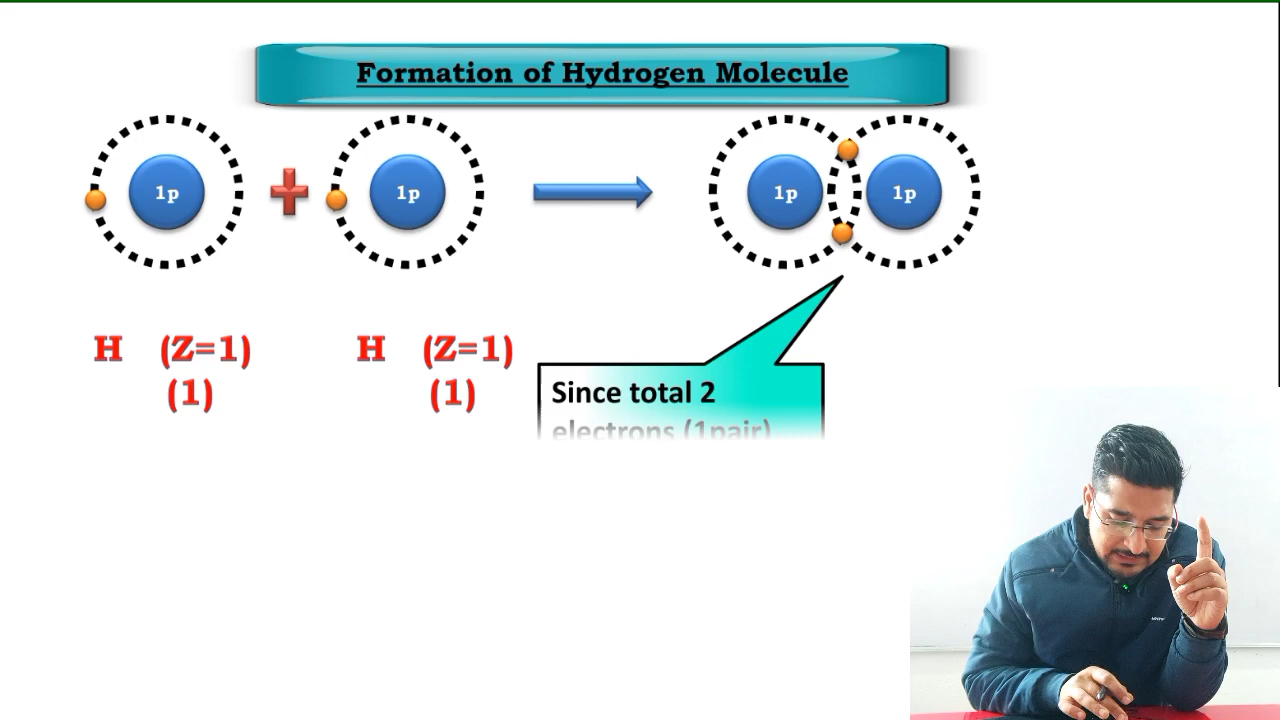 Formation of Hydrogen Molecule
1p
1p
1p
1p
H (Z=1)
(1)
H (Z=1)
(1)
Since total 2
electrons (1pair)